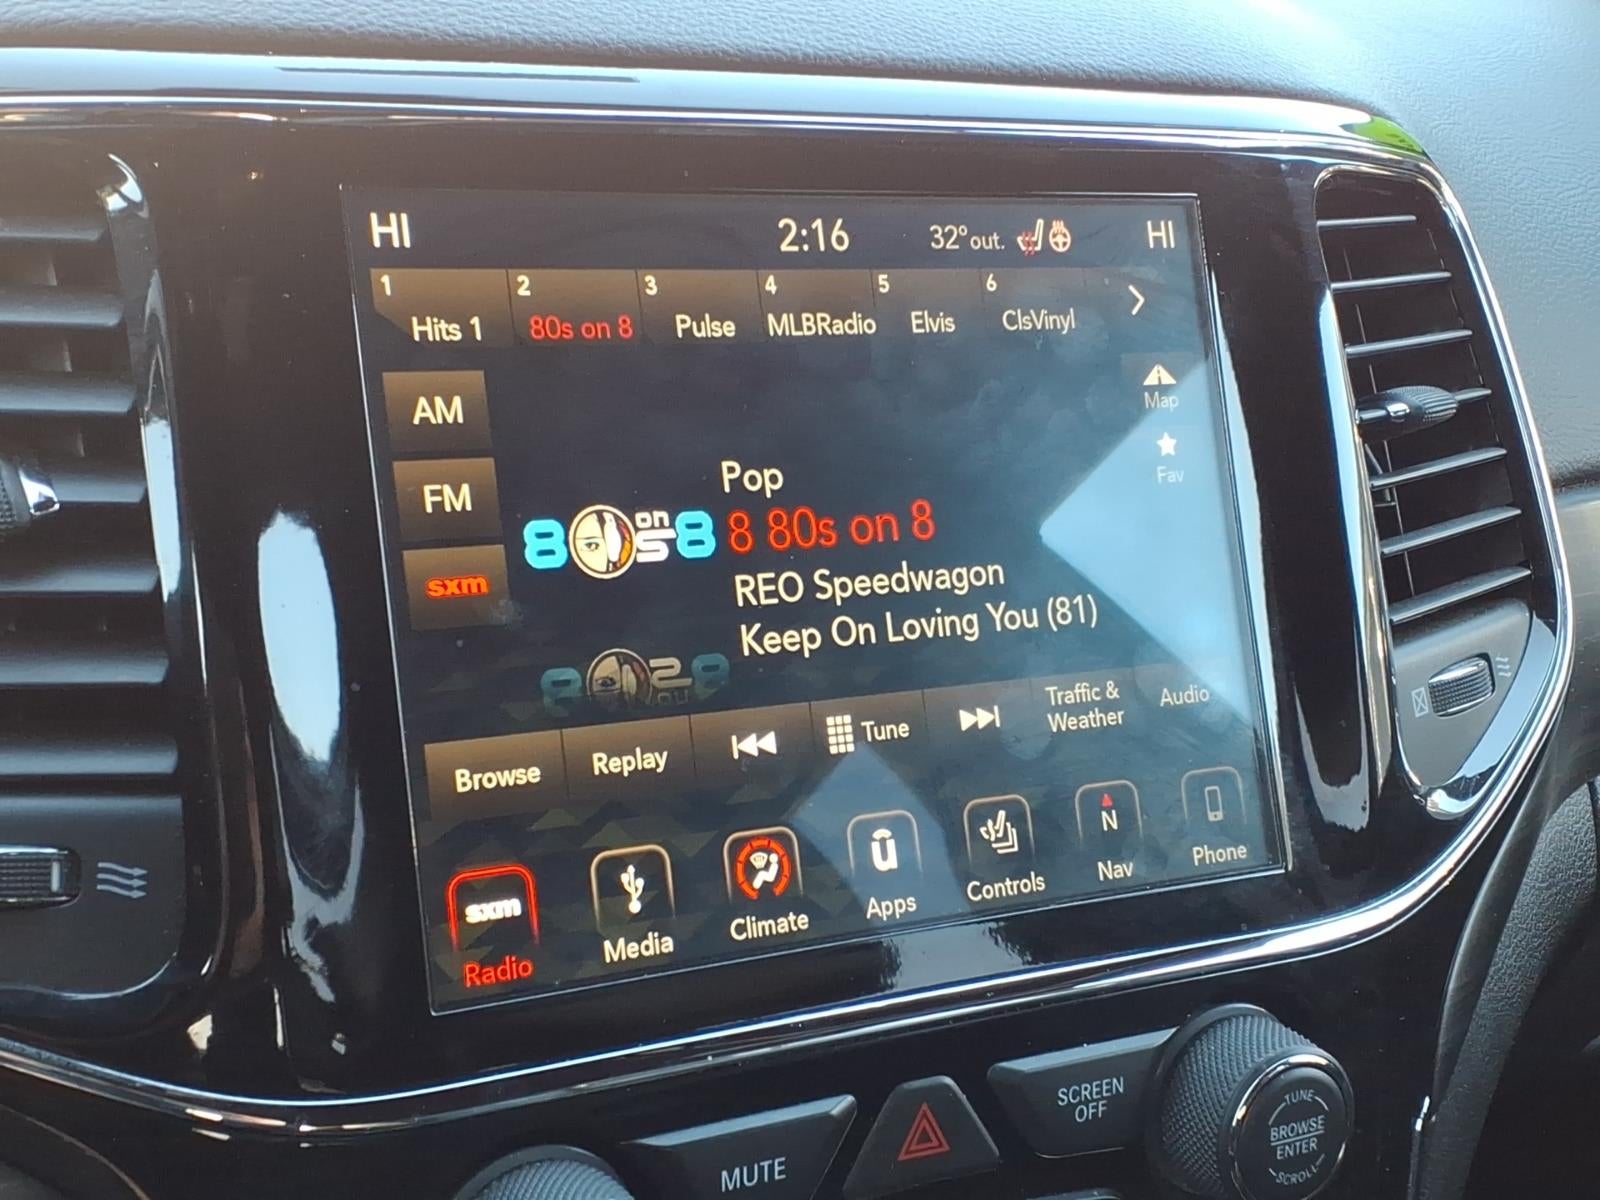 HI 2:16 32° out. HI
1 2 3 4 5 6
Hits 1 80s on 8 Pulse MLBRadio Elvis ClsVinyl
AM
Map
FM
Fav
sxm
Pop
8 80s on 8
8 on 8
REO Speedwagon
Keep On Loving You (81)
Browse Replay Tune Traffic & Weather Audio
sxm
Radio Media Climate Apps Controls N Nav Phone
MUTE
SCREEN
OFF
TUNE
BROWSE
ENTER
SCROLL